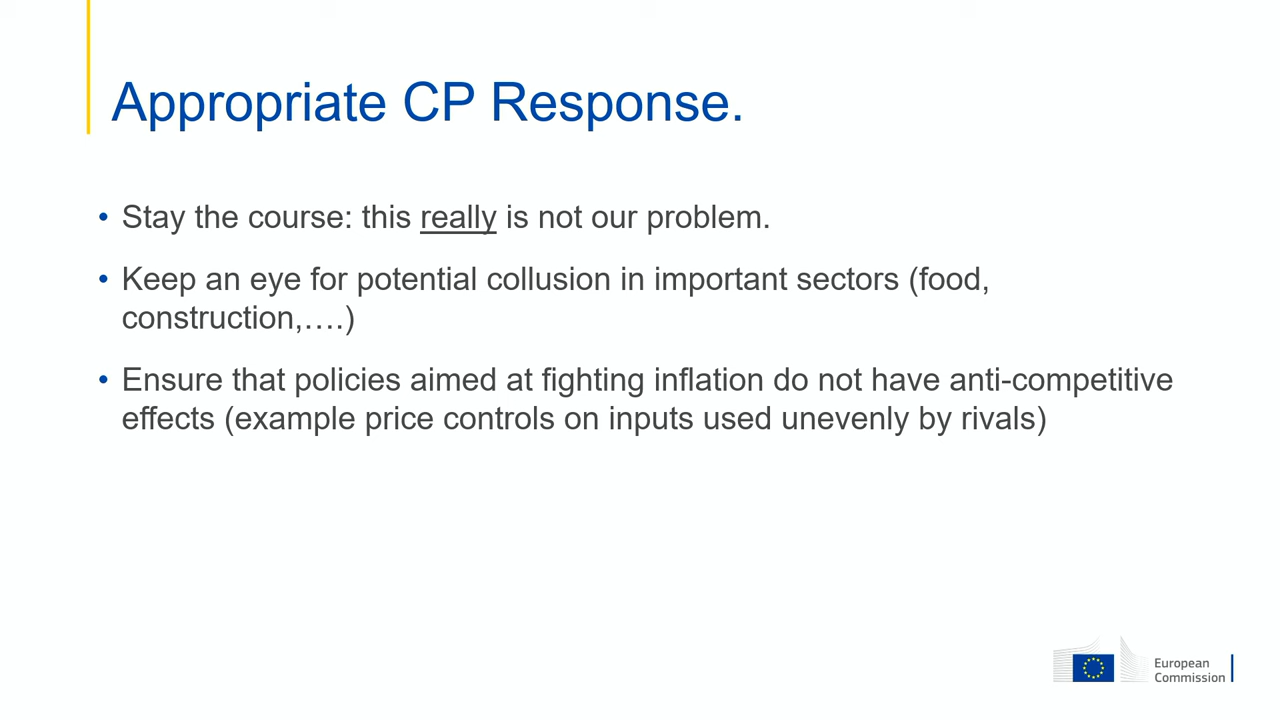 Appropriate CP Response.
• Stay the course: this really is not our problem.
• Keep an eye for potential collusion in important sectors (food,
construction,….)
• Ensure that policies aimed at fighting inflation do not have anti-competitive
effects (example price controls on inputs used unevenly by rivals)
European
Commission